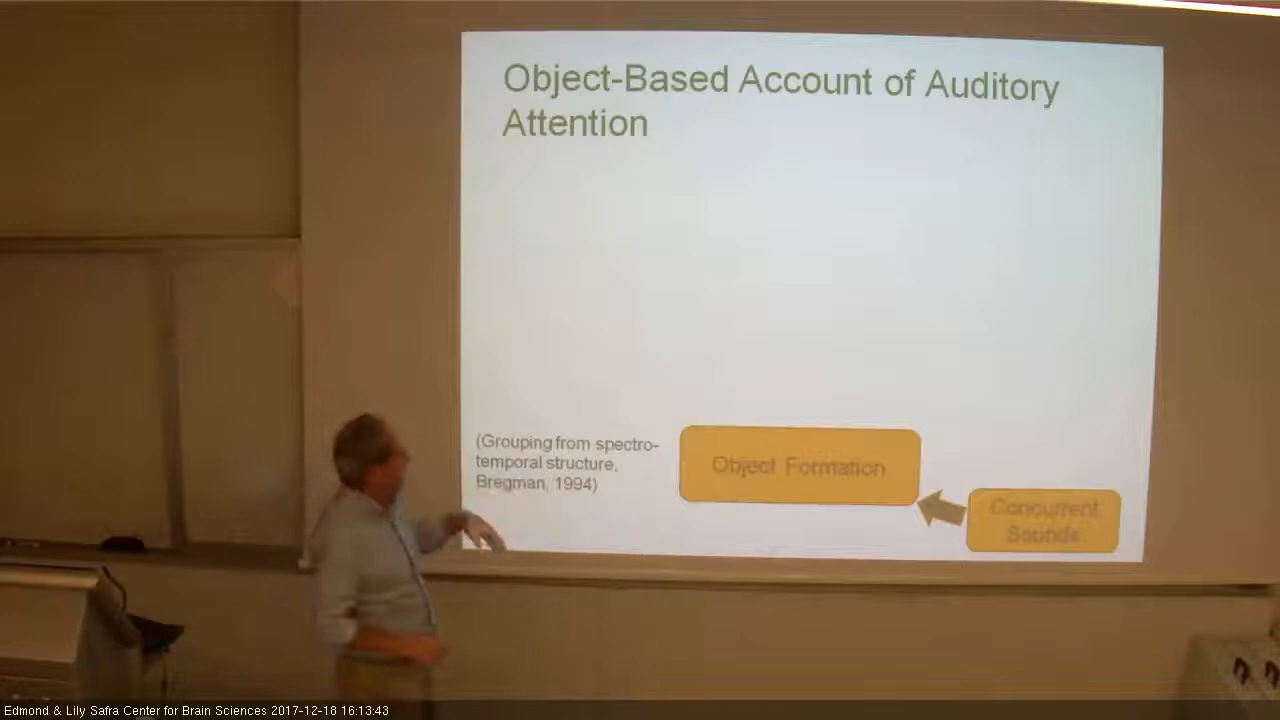 Object-Based Account of Auditory
Attention
(Grouping from spectro-
temporal structure,
Bregman, 1994)
Object Formation
Concurrent
Sounds
Edmond & Lily Safra Center for Brain Sciences 2017-12-18 16:13:43